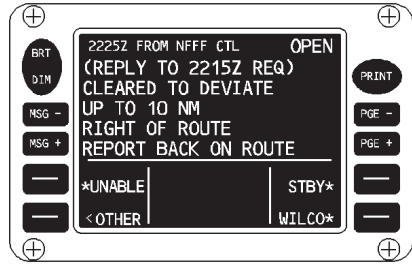 2225Z FROM NFFF CTL OPEN
(REPLY TO 2215Z REQ)
CLEARED TO DEVIATE
UP TO 10 NM
RIGHT OF ROUTE
REPORT BACK ON ROUTE
*UNABLE STBY*
<OTHER WILCO*
BRT
DIM
MSG -
MSG +
PRINT
PGE -
PGE +